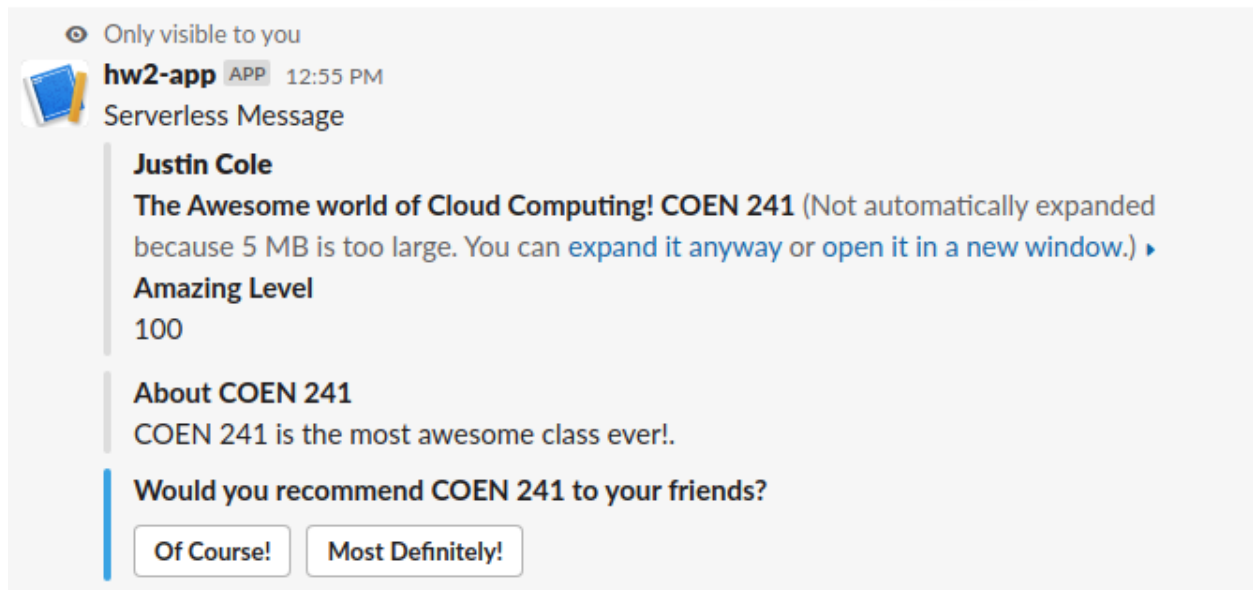 Only visible to you
hw2-app APP 12:55 PM
Serverless Message
Justin Cole
The Awesome world of Cloud Computing! COEN 241 (Not automatically expanded
because 5 MB is too large. You can expand it anyway or open it in a new window.)
Amazing Level
100
About COEN 241
COEN 241 is the most awesome class ever!.
Would you recommend COEN 241 to your friends?
Of Course! Most Definitely!